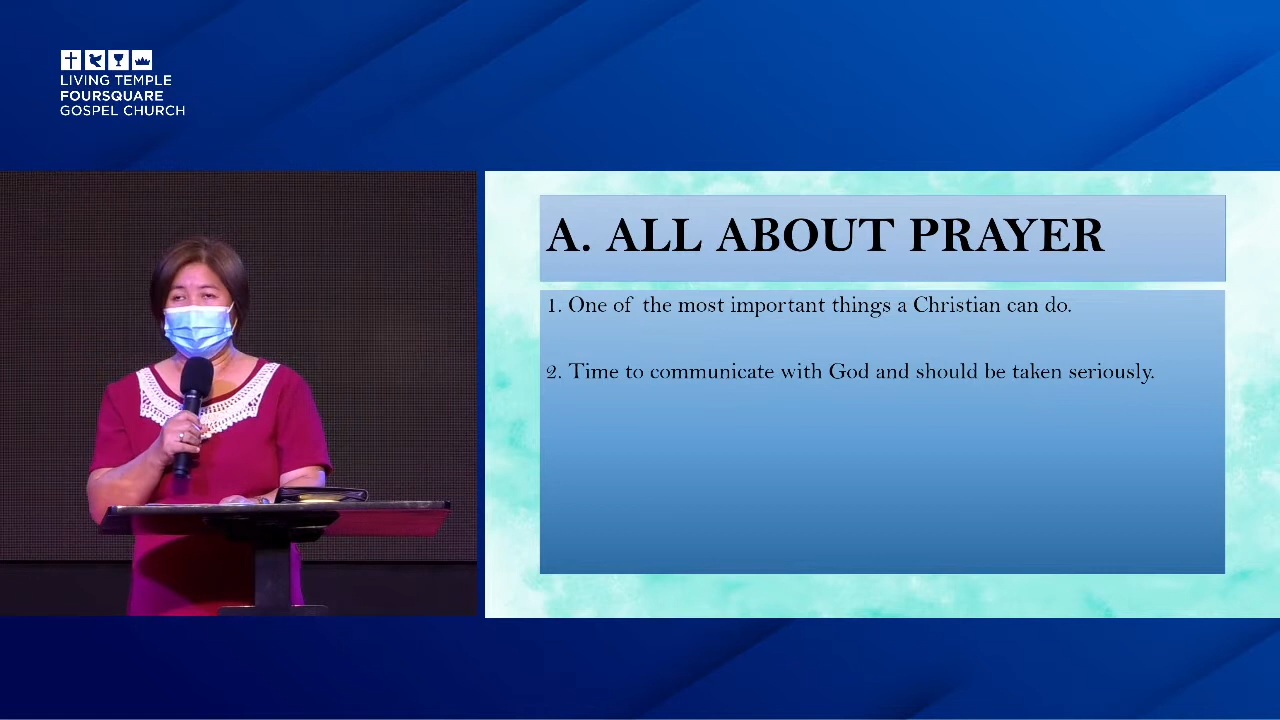 LIVING TEMPLE
FOURSQUARE
GOSPEL CHURCH
A. ALL ABOUT PRAYER
1. One of the most important things a Christian can do.
2. Time to communicate with God and should be taken seriously.